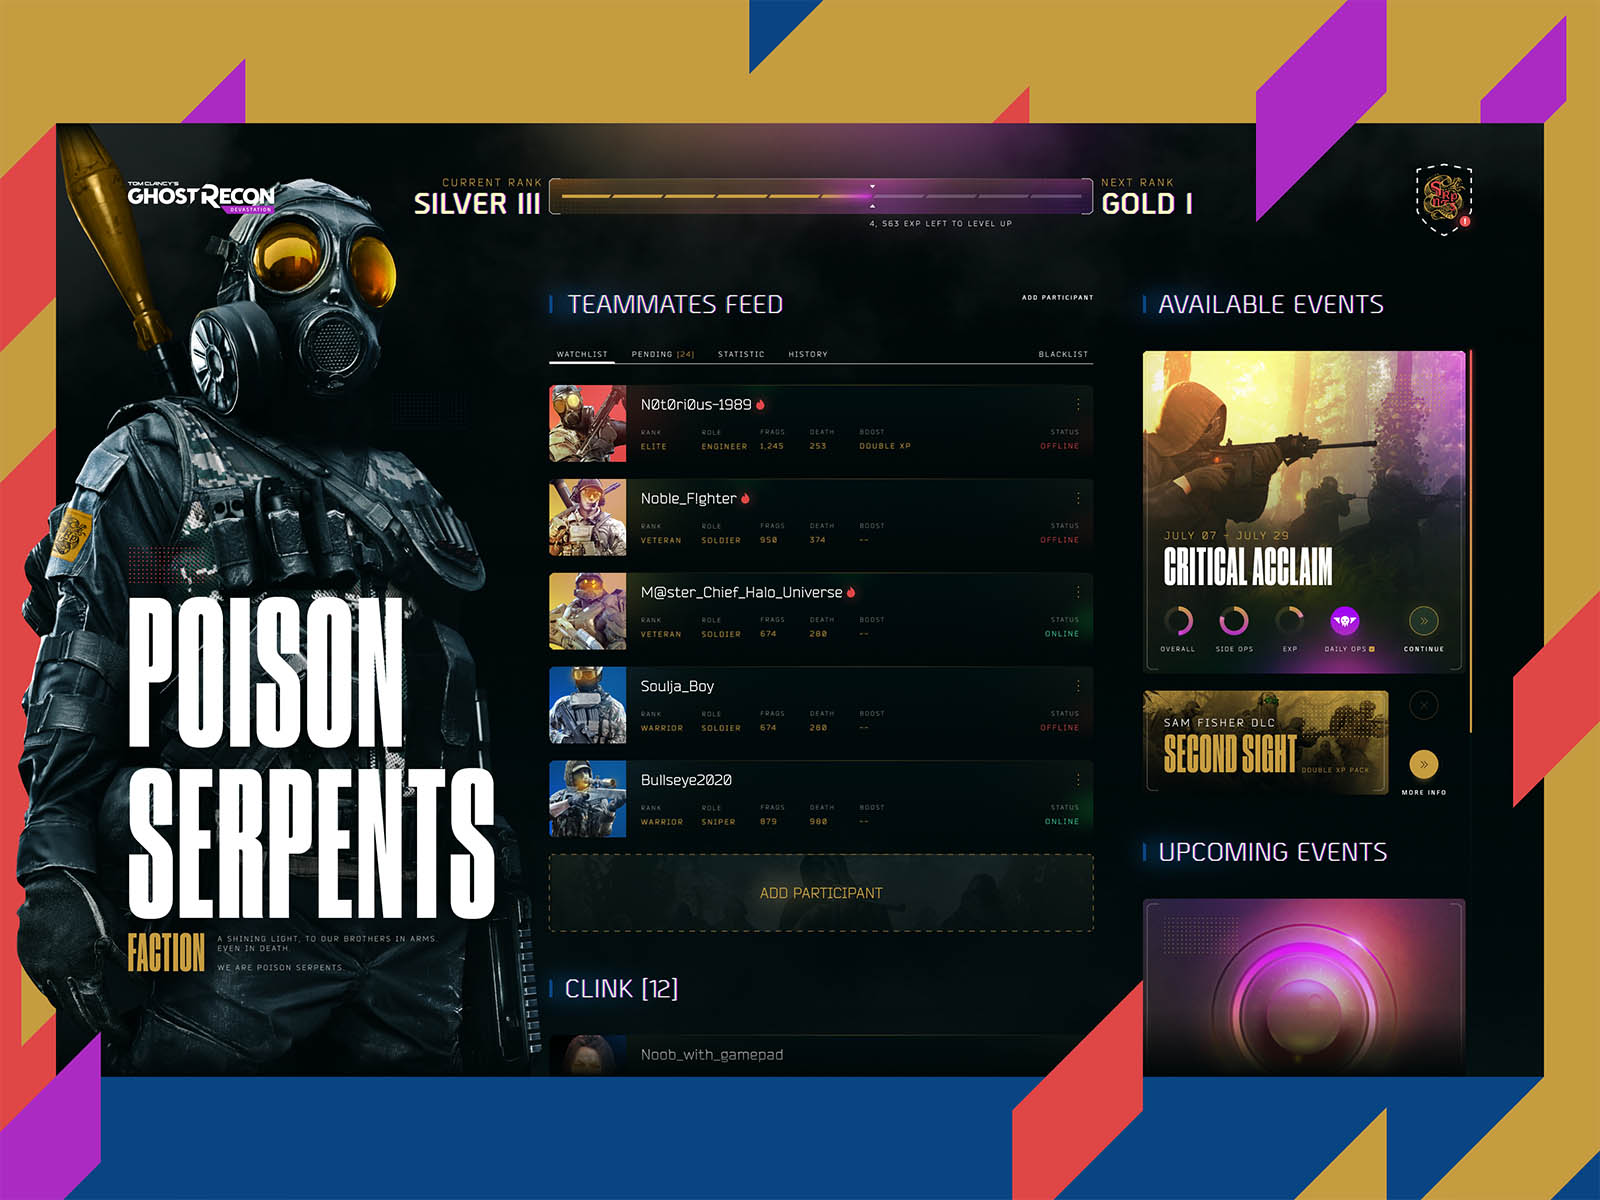 TOM CLANCY'S
GHOST RECON
DEVASTATION
CURRENT RANK
SILVER III
NEXT RANK
GOLD I
4, 563 EXP LEFT TO LEVEL UP
POISON
SERPENTS
FACTION
A SHINING LIGHT, TO OUR BROTHERS IN ARMS.
EVEN IN DEATH.
WE ARE POISON SERPENTS.
TEAMMATES FEED
ADD PARTICIPANT
WATCHLIST PENDING [24] STATISTIC HISTORY BLACKLIST
N0t0ri0us-1989
RANK ROLE FRAGS DEATH BOOST STATUS
ELITE ENGINEER 1,245 253 DOUBLE XP OFFLINE
Noble_F!ghter
RANK ROLE FRAGS DEATH BOOST STATUS
VETERAN SOLDIER 950 374 -- OFFLINE
M@ster_Chief_Halo_Universe
RANK ROLE FRAGS DEATH BOOST STATUS
VETERAN SOLDIER 674 280 -- ONLINE
Soulja_Boy
RANK ROLE FRAGS DEATH BOOST STATUS
WARRIOR SOLDIER 674 280 -- OFFLINE
Bullseye2020
RANK ROLE FRAGS DEATH BOOST STATUS
WARRIOR SNIPER 879 980 -- ONLINE
ADD PARTICIPANT
CLINK [12]
Noob_with_gamepad
AVAILABLE EVENTS
JULY 07 - JULY 29
CRITICAL ACCLAIM
OVERALL SIDE OPS EXP DAILY OPS CONTINUE
SAM FISHER DLC
SECOND SIGHT
DOUBLE XP PACK
MORE INFO
UPCOMING EVENTS